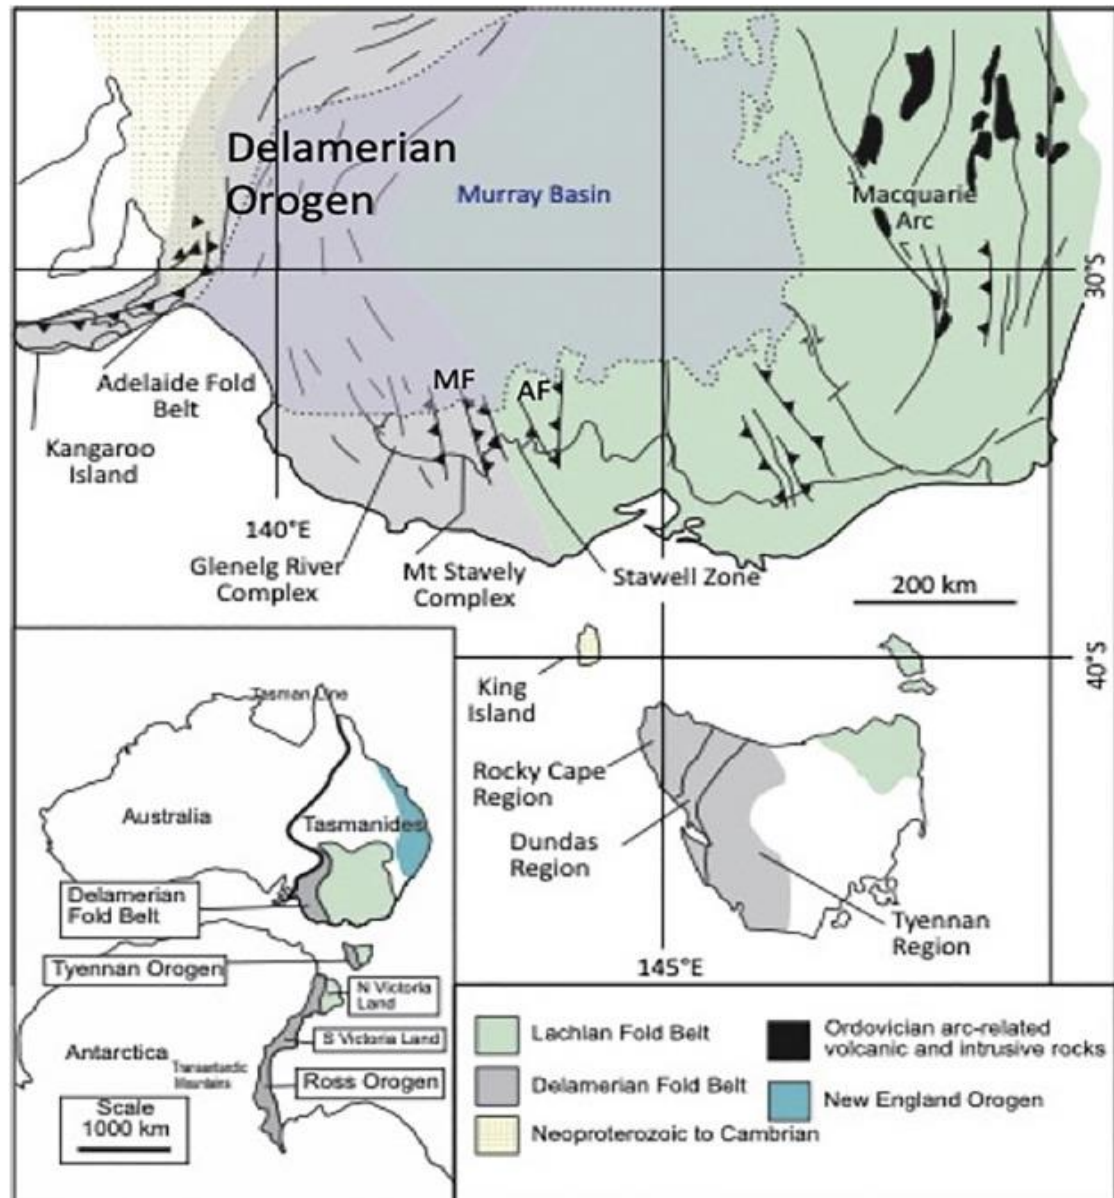 Delamerian
Orogen
Murray Basin
Macquarie
Arc
30°S
MF
AF
Adelaide Fold
Belt
Kangaroo
Island
140°E
Glenelg River
Complex
Mt Stavely
Complex
Stawell Zone
200 km
40°S
King
Island
Rocky Cape
Region
Dundas
Region
Tyennan
Region
145°E
Tasman Line
Australia
Tasmanides
Delamerian
Fold Belt
Tyennan Orogen
N Victoria
Land
S Victoria Land
Antarctica
Transantarctic
Mountains
Ross Orogen
Scale
1000 km
Lachlan Fold Belt
Delamerian Fold Belt
Neoproterozoic to Cambrian
Ordovician arc-related
volcanic and intrusive rocks
New England Orogen